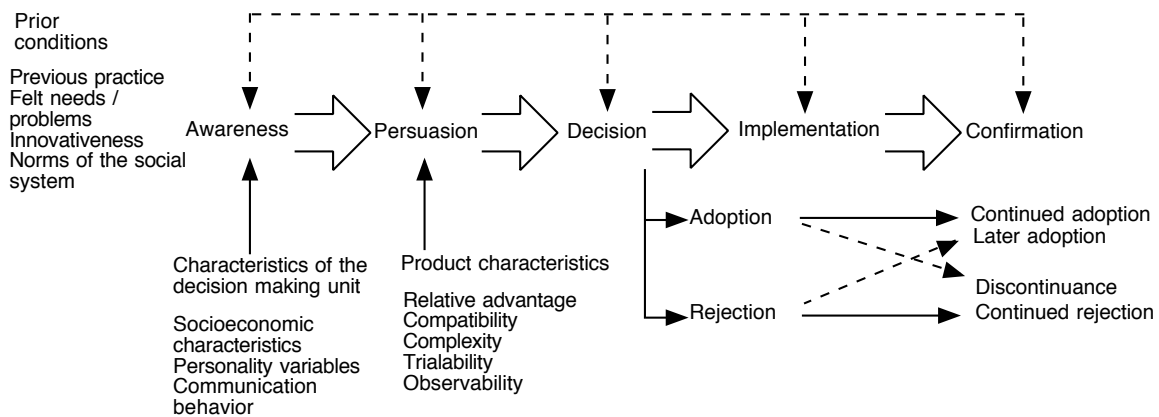 Prior
conditions
Previous practice
Felt needs /
problems
Innovativeness
Norms of the social
system
Awareness
Persuasion
Decision
Implementation
Confirmation
Characteristics of the
decision making unit
Socioeconomic
characteristics
Personality variables
Communication
behavior
Product characteristics
Relative advantage
Compatibility
Complexity
Trialability
Observability
Adoption
Rejection
Continued adoption
Later adoption
Discontinuance
Continued rejection